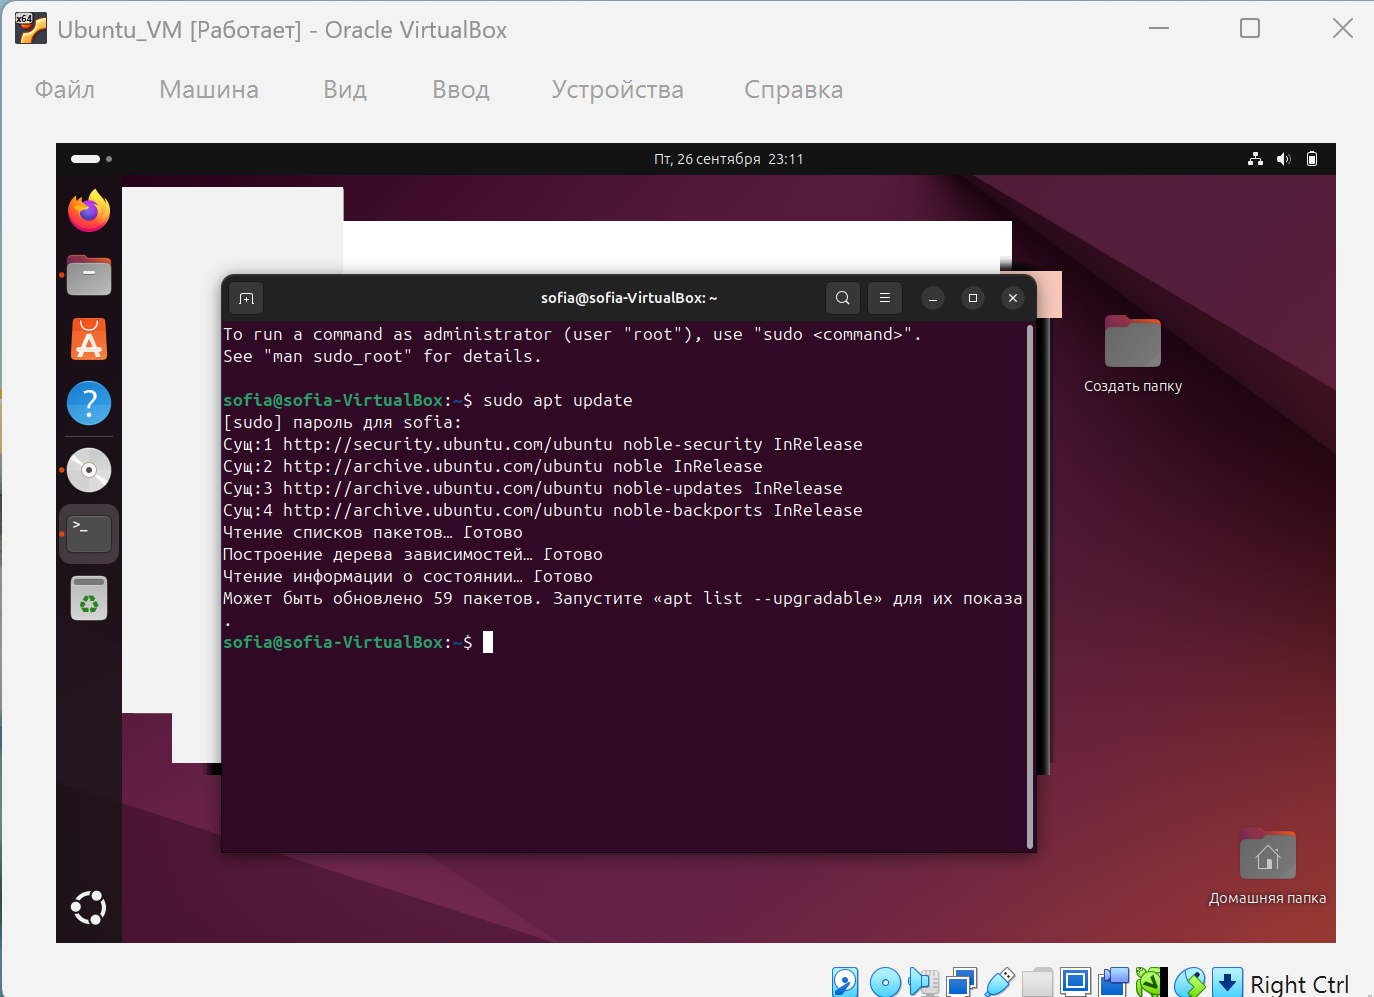 Ubuntu_VM [Работает] - Oracle VirtualBox
Файл Машина Вид Ввод Устройства Справка
Пт, 26 сентября 23:11
sofia@sofia-VirtualBox: ~
To run a command as administrator (user "root"), use "sudo <command>".
See "man sudo_root" for details.
sofia@sofia-VirtualBox:~$ sudo apt update
[sudo] пароль для sofia:
Сущ:1 http://security.ubuntu.com/ubuntu noble-security InRelease
Сущ:2 http://archive.ubuntu.com/ubuntu noble InRelease
Сущ:3 http://archive.ubuntu.com/ubuntu noble-updates InRelease
Сущ:4 http://archive.ubuntu.com/ubuntu noble-backports InRelease
Чтение списков пакетов… Готово
Построение дерева зависимостей… Готово
Чтение информации о состоянии… Готово
Может быть обновлено 59 пакетов. Запустите «apt list --upgradable» для их показа
.
sofia@sofia-VirtualBox:~$
Создать папку
Домашняя папка
Right Ctrl